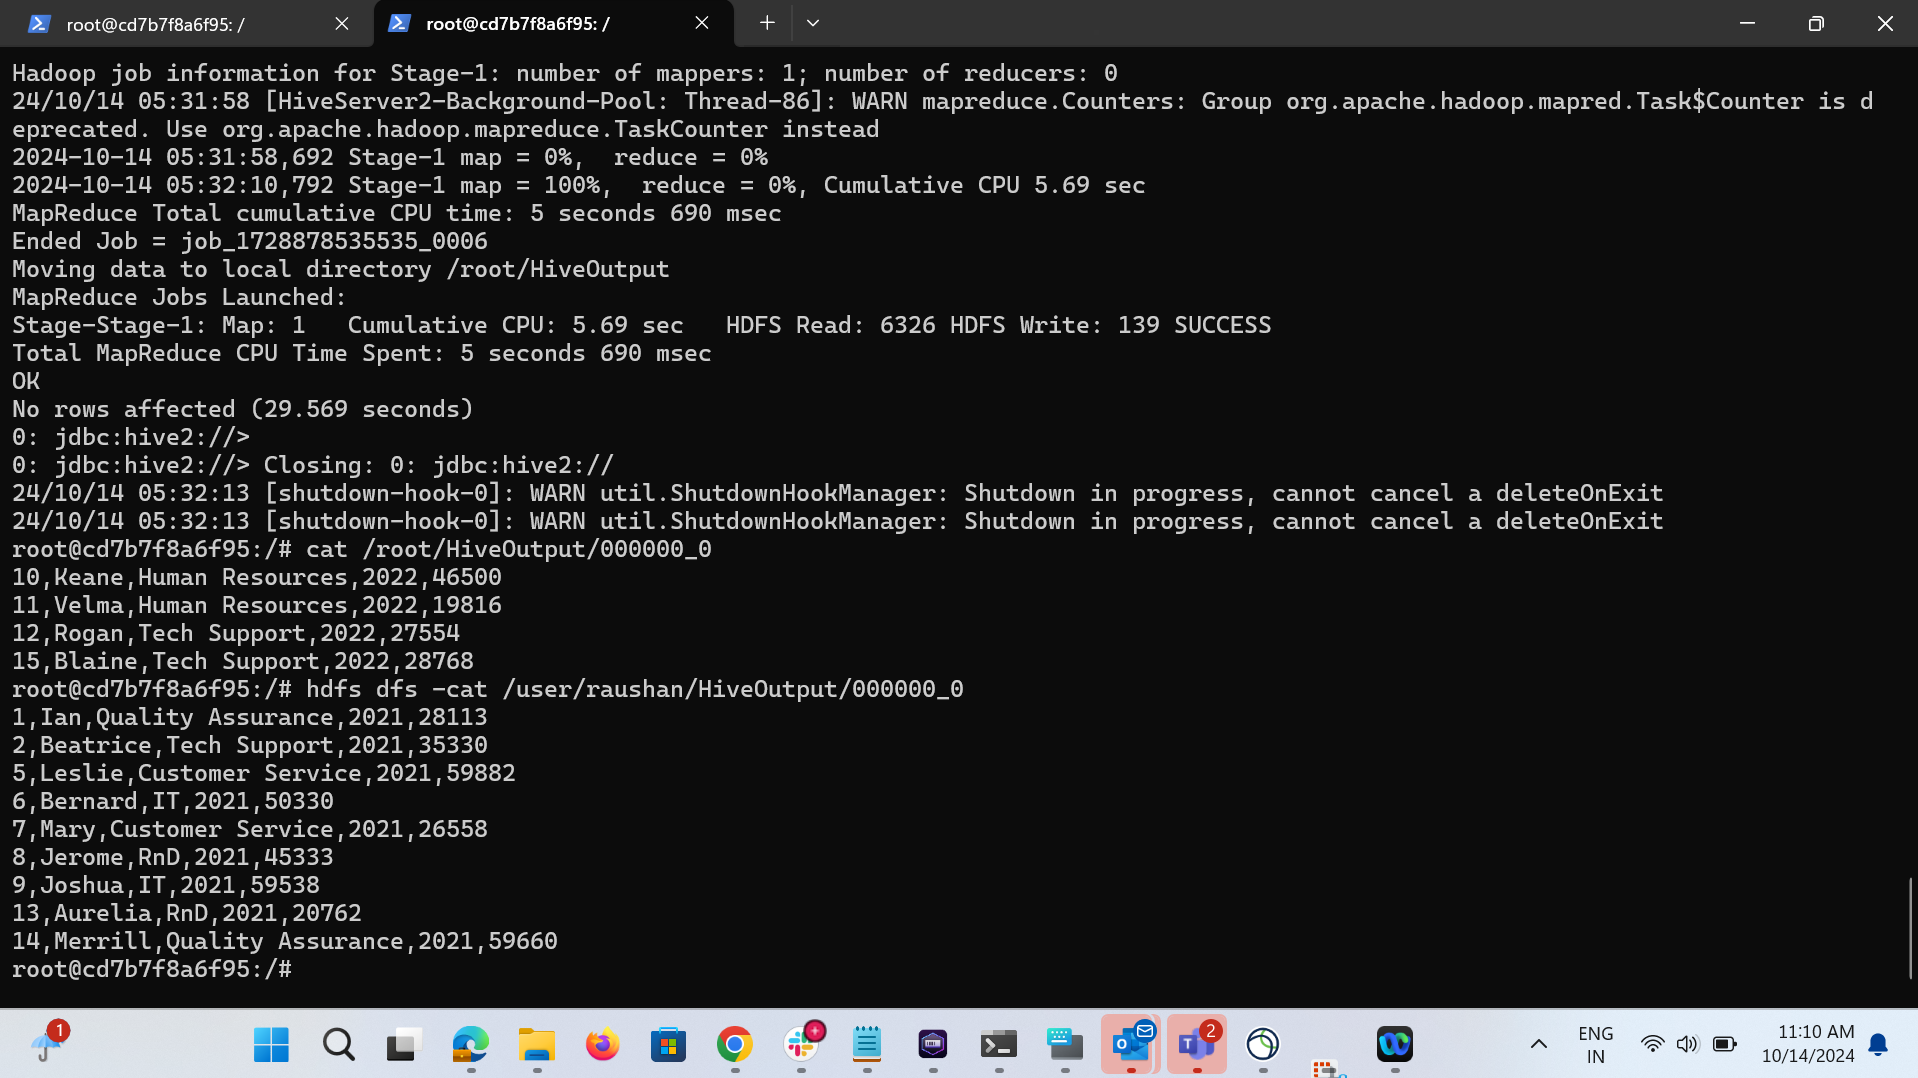 root@cd7b7f8a6f95: /
root@cd7b7f8a6f95: /
Hadoop job information for Stage-1: number of mappers: 1; number of reducers: 0
24/10/14 05:31:58 [HiveServer2-Background-Pool: Thread-86]: WARN mapreduce.Counters: Group org.apache.hadoop.mapred.Task$Counter is d
eprecated. Use org.apache.hadoop.mapreduce.TaskCounter instead
2024-10-14 05:31:58,692 Stage-1 map = 0%,  reduce = 0%
2024-10-14 05:32:10,792 Stage-1 map = 100%,  reduce = 0%, Cumulative CPU 5.69 sec
MapReduce Total cumulative CPU time: 5 seconds 690 msec
Ended Job = job_1728878535535_0006
Moving data to local directory /root/HiveOutput
MapReduce Jobs Launched:
Stage-Stage-1: Map: 1   Cumulative CPU: 5.69 sec   HDFS Read: 6326 HDFS Write: 139 SUCCESS
Total MapReduce CPU Time Spent: 5 seconds 690 msec
OK
No rows affected (29.569 seconds)
0: jdbc:hive2://>
0: jdbc:hive2://> Closing: 0: jdbc:hive2://
24/10/14 05:32:13 [shutdown-hook-0]: WARN util.ShutdownHookManager: Shutdown in progress, cannot cancel a deleteOnExit
24/10/14 05:32:13 [shutdown-hook-0]: WARN util.ShutdownHookManager: Shutdown in progress, cannot cancel a deleteOnExit
root@cd7b7f8a6f95:/# cat /root/HiveOutput/000000_0
10,Keane,Human Resources,2022,46500
11,Velma,Human Resources,2022,19816
12,Rogan,Tech Support,2022,27554
15,Blaine,Tech Support,2022,28768
root@cd7b7f8a6f95:/# hdfs dfs -cat /user/raushan/HiveOutput/000000_0
1,Ian,Quality Assurance,2021,28113
2,Beatrice,Tech Support,2021,35330
5,Leslie,Customer Service,2021,59882
6,Bernard,IT,2021,50330
7,Mary,Customer Service,2021,26558
8,Jerome,RnD,2021,45333
9,Joshua,IT,2021,59538
13,Aurelia,RnD,2021,20762
14,Merrill,Quality Assurance,2021,59660
root@cd7b7f8a6f95:/#
1
2
ENG
IN
11:10 AM
10/14/2024